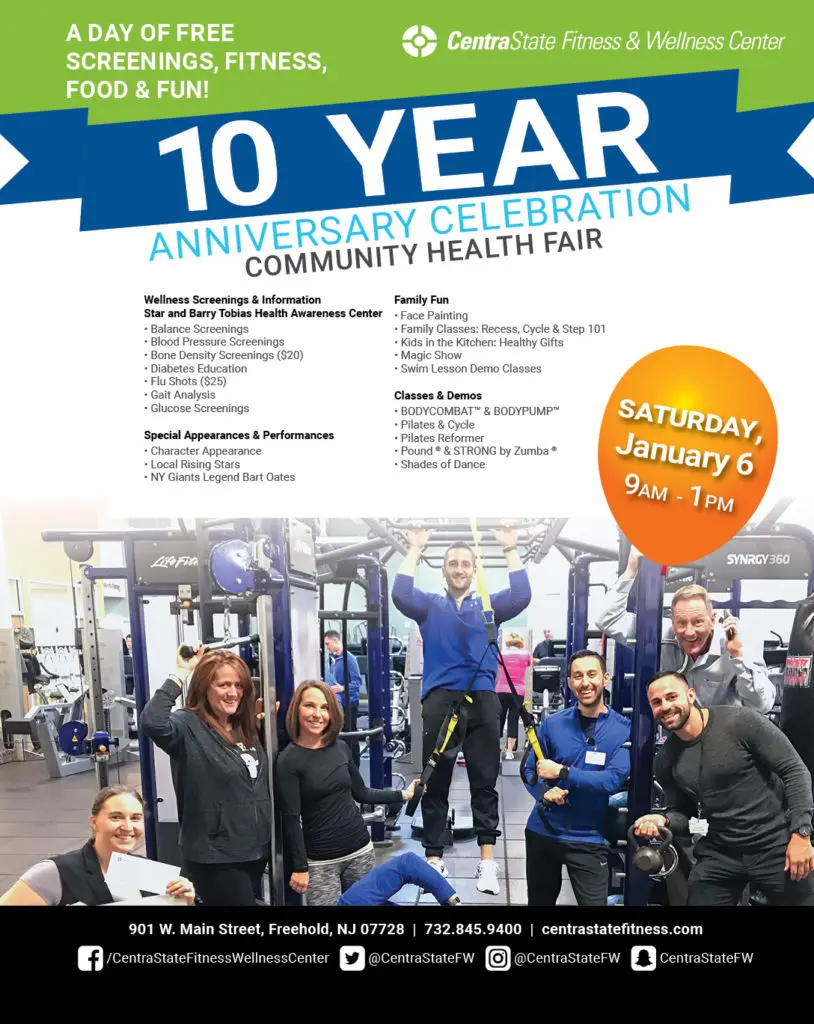 A DAY OF FREE
SCREENINGS, FITNESS,
FOOD & FUN!
CentraState Fitness & Wellness Center
10 YEAR
ANNIVERSARY CELEBRATION
COMMUNITY HEALTH FAIR
Wellness Screenings & Information
Star and Barry Tobias Health Awareness Center
• Balance Screenings
• Blood Pressure Screenings
• Bone Density Screenings ($20)
• Diabetes Education
• Flu Shots ($25)
• Gait Analysis
• Glucose Screenings
Special Appearances & Performances
• Character Appearance
• Local Rising Stars
• NY Giants Legend Bart Oates
Family Fun
• Face Painting
• Family Classes: Recess, Cycle & Step 101
• Kids in the Kitchen: Healthy Gifts
• Magic Show
• Swim Lesson Demo Classes
Classes & Demos
• BODYCOMBAT™ & BODYPUMP™
• Pilates & Cycle
• Pilates Reformer
• Pound ® & STRONG by Zumba ®
• Shades of Dance
SATURDAY,
January 6
9AM - 1PM
LifeFitness
SYNRGY360
901 W. Main Street, Freehold, NJ 07728 | 732.845.9400 | centrastatefitness.com
/CentraStateFitnessWellnessCenter @CentraStateFW @CentraStateFW CentraStateFW